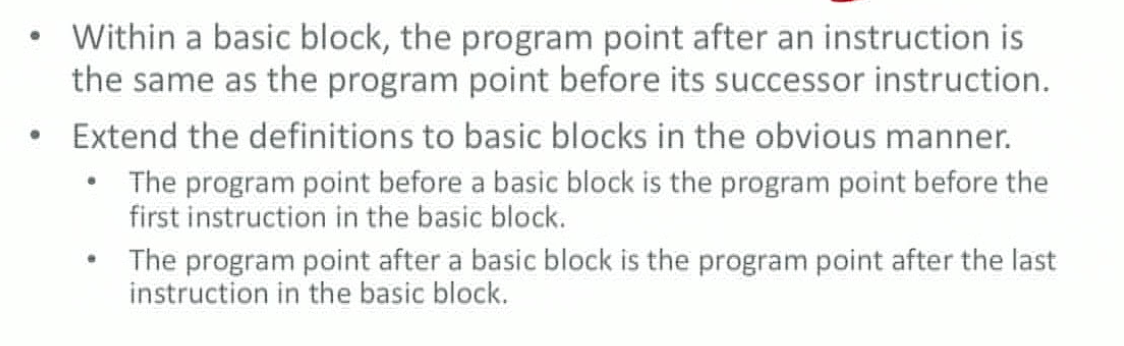 • Within a basic block, the program point after an instruction is
the same as the program point before its successor instruction.
• Extend the definitions to basic blocks in the obvious manner.
• The program point before a basic block is the program point before the
first instruction in the basic block.
• The program point after a basic block is the program point after the last
instruction in the basic block.